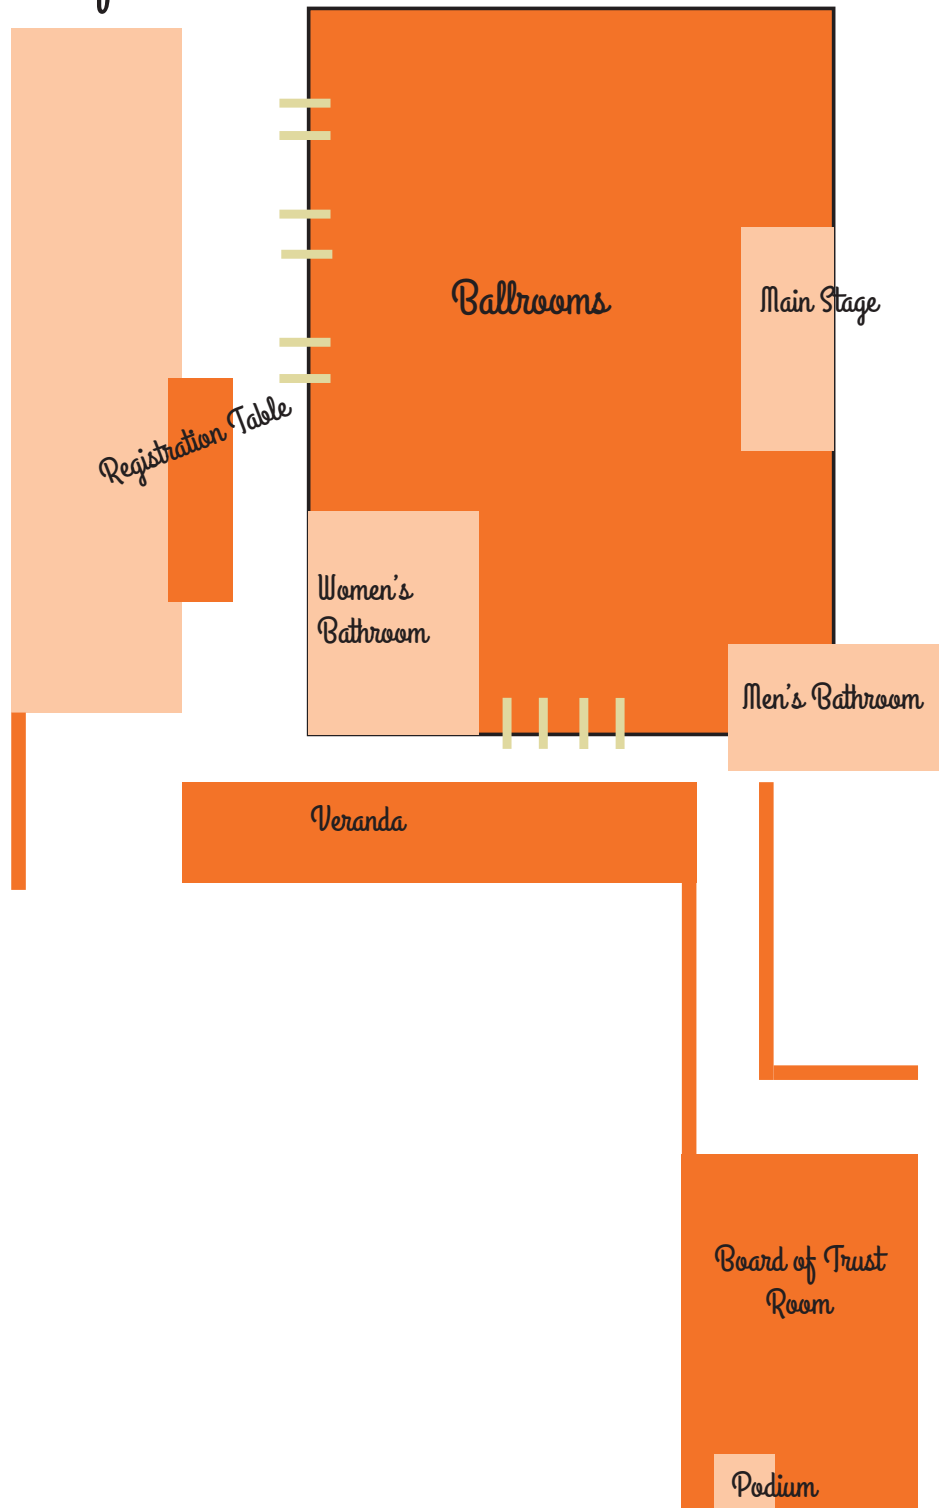 Ballrooms
Main Stage
Registration Table
Women's
Bathroom
Men's Bathroom
Veranda
Board of Trust
Room
Podium